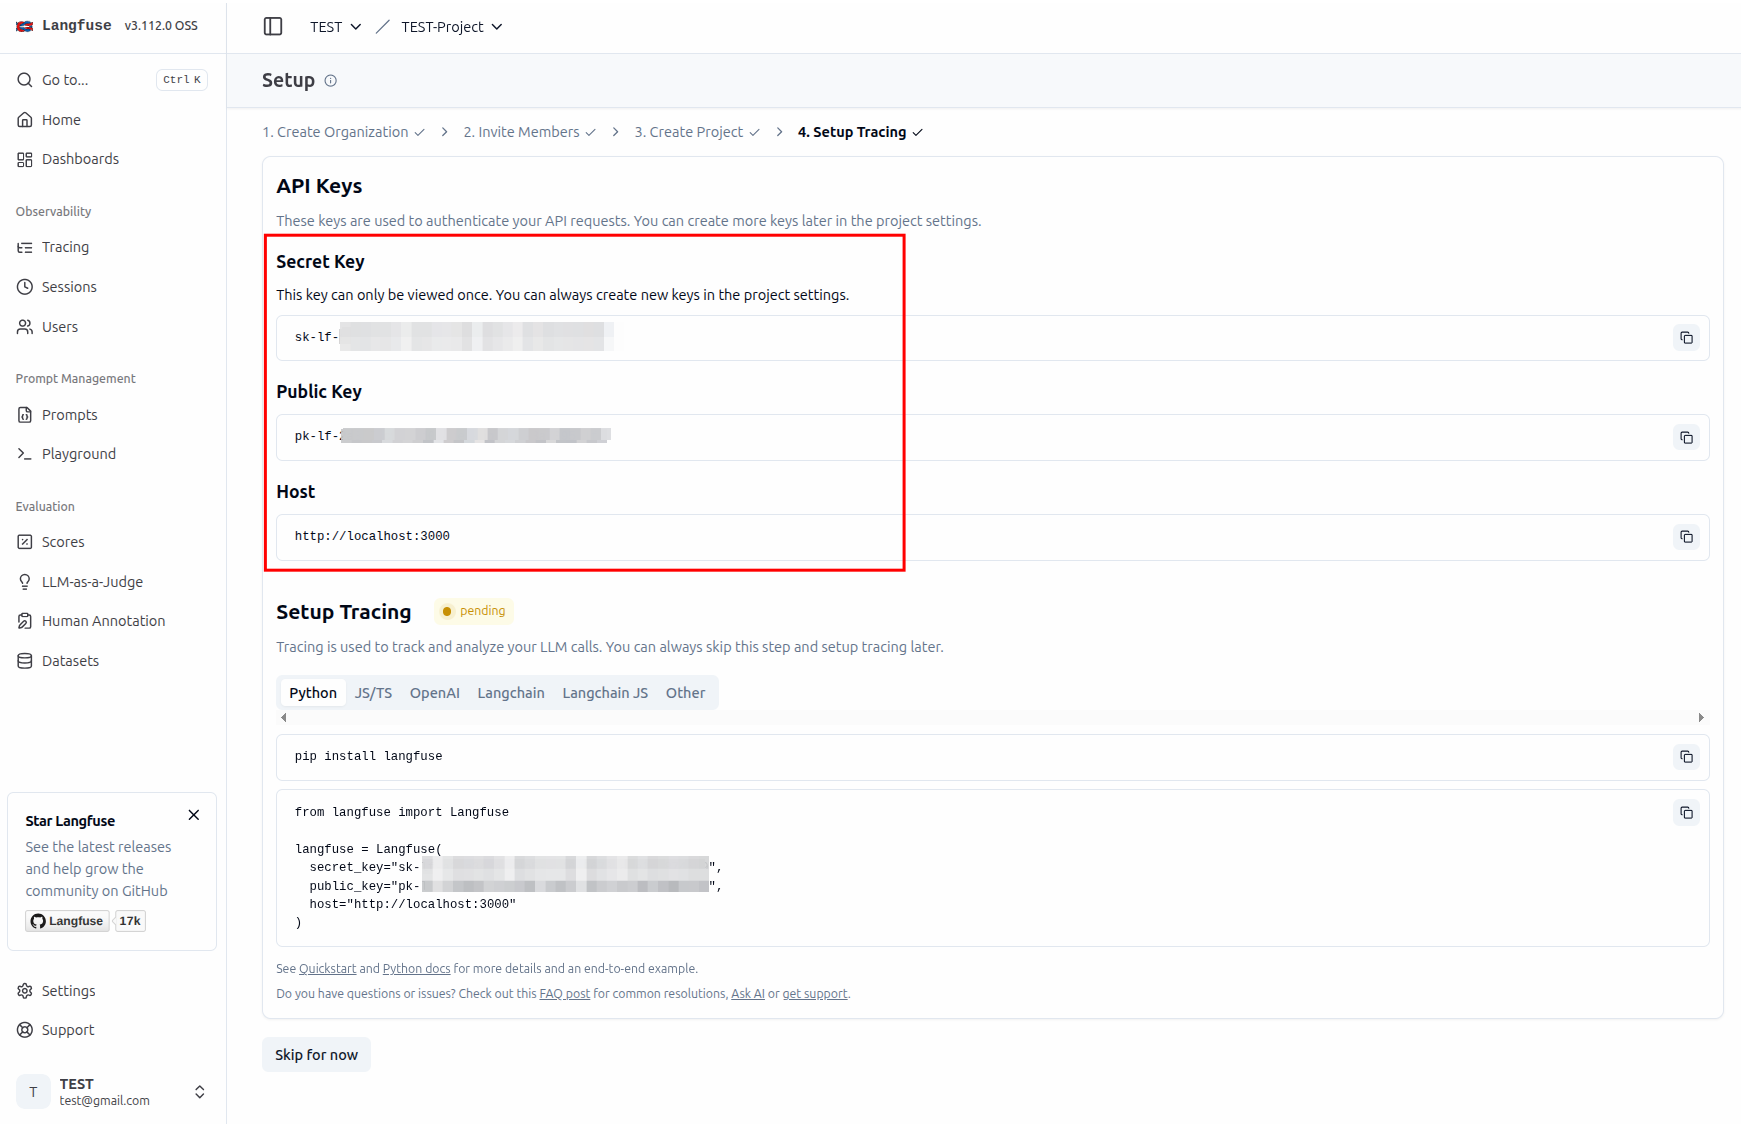 Langfuse v3.112.0 OSS
TEST / TEST-Project
Go to... Ctrl K
Home
Dashboards
Observability
Tracing
Sessions
Users
Prompt Management
Prompts
Playground
Evaluation
Scores
LLM-as-a-Judge
Human Annotation
Datasets
Star Langfuse
See the latest releases
and help grow the
community on GitHub
Langfuse 17k
Settings
Support
T
TEST
test@gmail.com
Setup
1. Create Organization ✓ > 2. Invite Members ✓ > 3. Create Project ✓ > 4. Setup Tracing ✓
API Keys
These keys are used to authenticate your API requests. You can create more keys later in the project settings.
Secret Key
This key can only be viewed once. You can always create new keys in the project settings.
sk-lf-
Public Key
pk-lf-
Host
http://localhost:3000
Setup Tracing pending
Tracing is used to track and analyze your LLM calls. You can always skip this step and setup tracing later.
Python JS/TS OpenAI Langchain Langchain JS Other
pip install langfuse
from langfuse import Langfuse
langfuse = Langfuse(
secret_key="sk-",
public_key="pk-",
host="http://localhost:3000"
)
See Quickstart and Python docs for more details and an end-to-end example.
Do you have questions or issues? Check out this FAQ post for common resolutions, Ask AI or get support.
Skip for now